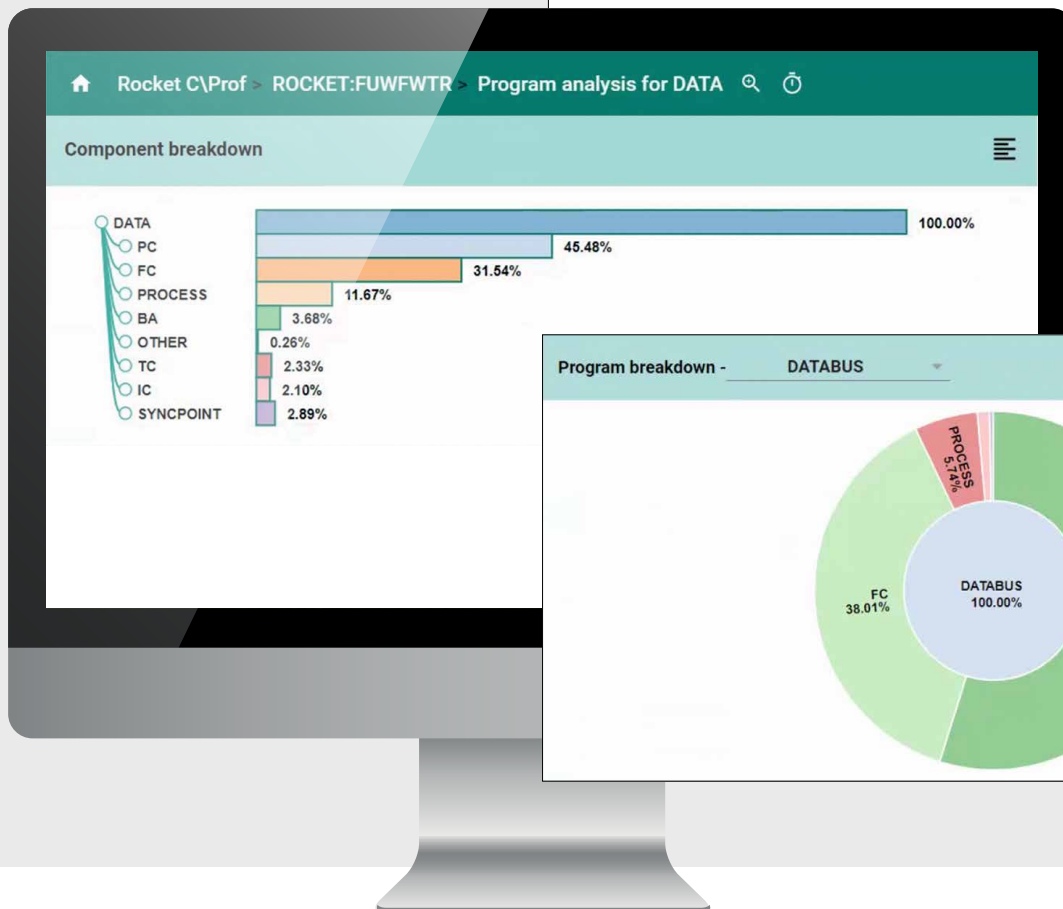 Rocket C\Prof > ROCKET:FUWFWTR > Program analysis for DATA
Component breakdown
DATA 100.00%
PC 45.48%
FC 31.54%
PROCESS 11.67%
BA 3.68%
OTHER 0.26%
TC 2.33%
IC 2.10%
SYNCPOINT 2.89%
Program breakdown - DATABUS
PROCESS
5.74%
FC
38.01%
DATABUS
100.00%